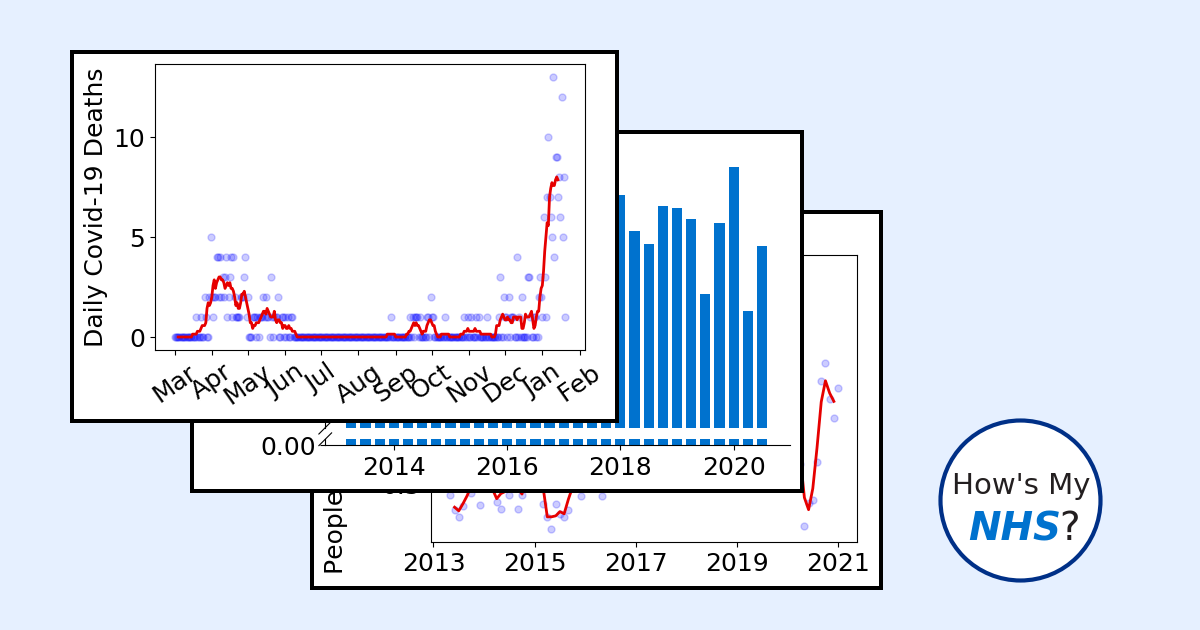 Daily Covid-19 Deaths
10
5
0
Mar Apr May Jun Jul Aug Sep Oct Nov Dec Jan Feb
0.00
2014 2016 2018 2020
People
2013 2015 2017 2019 2021
How's My
NHS?